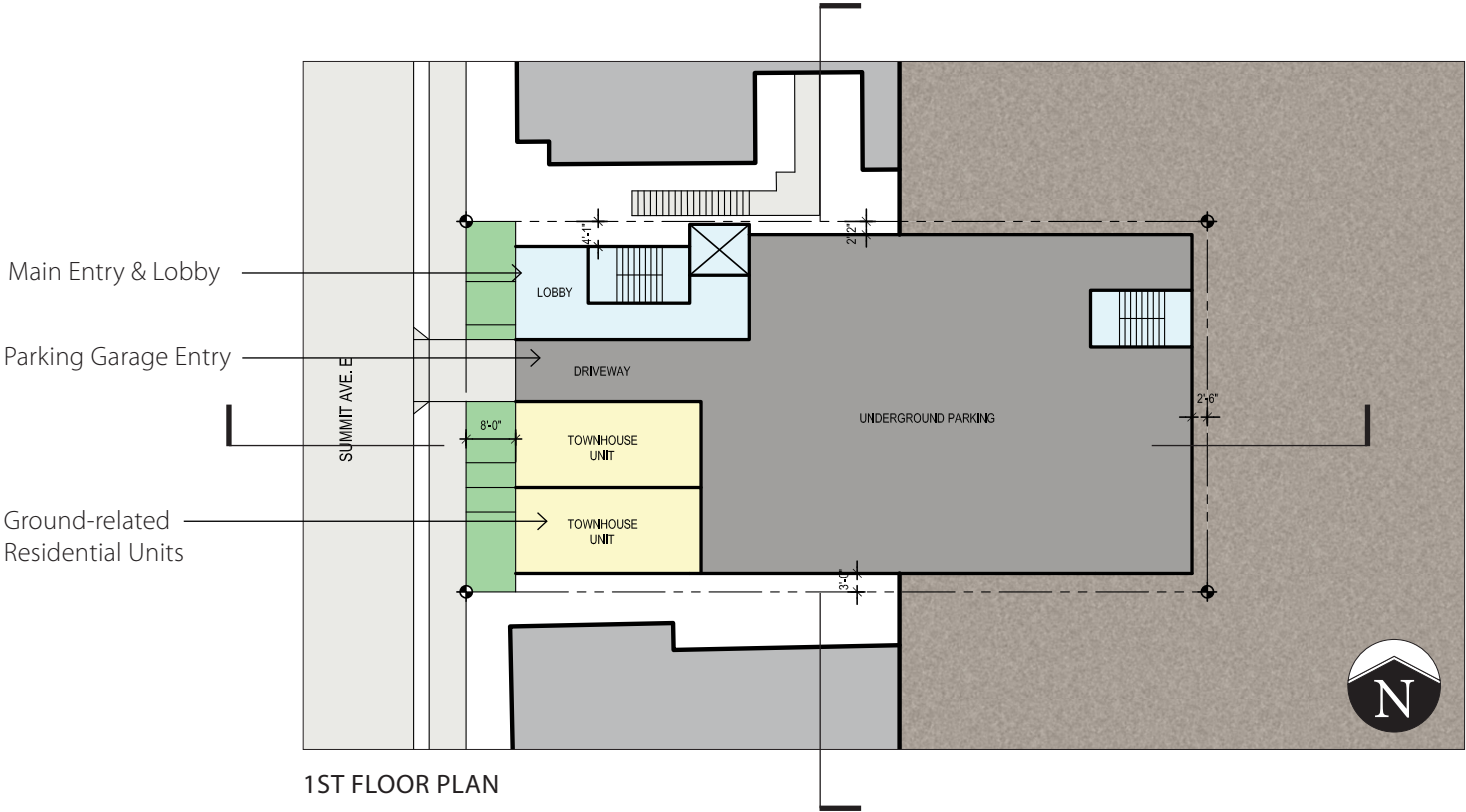 4'-1"
2'2"
Main Entry & Lobby
LOBBY
Parking Garage Entry
DRIVEWAY
SUMMIT AVE. E
2'-6"
UNDERGROUND PARKING
8'-0"
TOWNHOUSE
UNIT
Ground-related
Residential Units
TOWNHOUSE
UNIT
3'-0"
N
1ST FLOOR PLAN